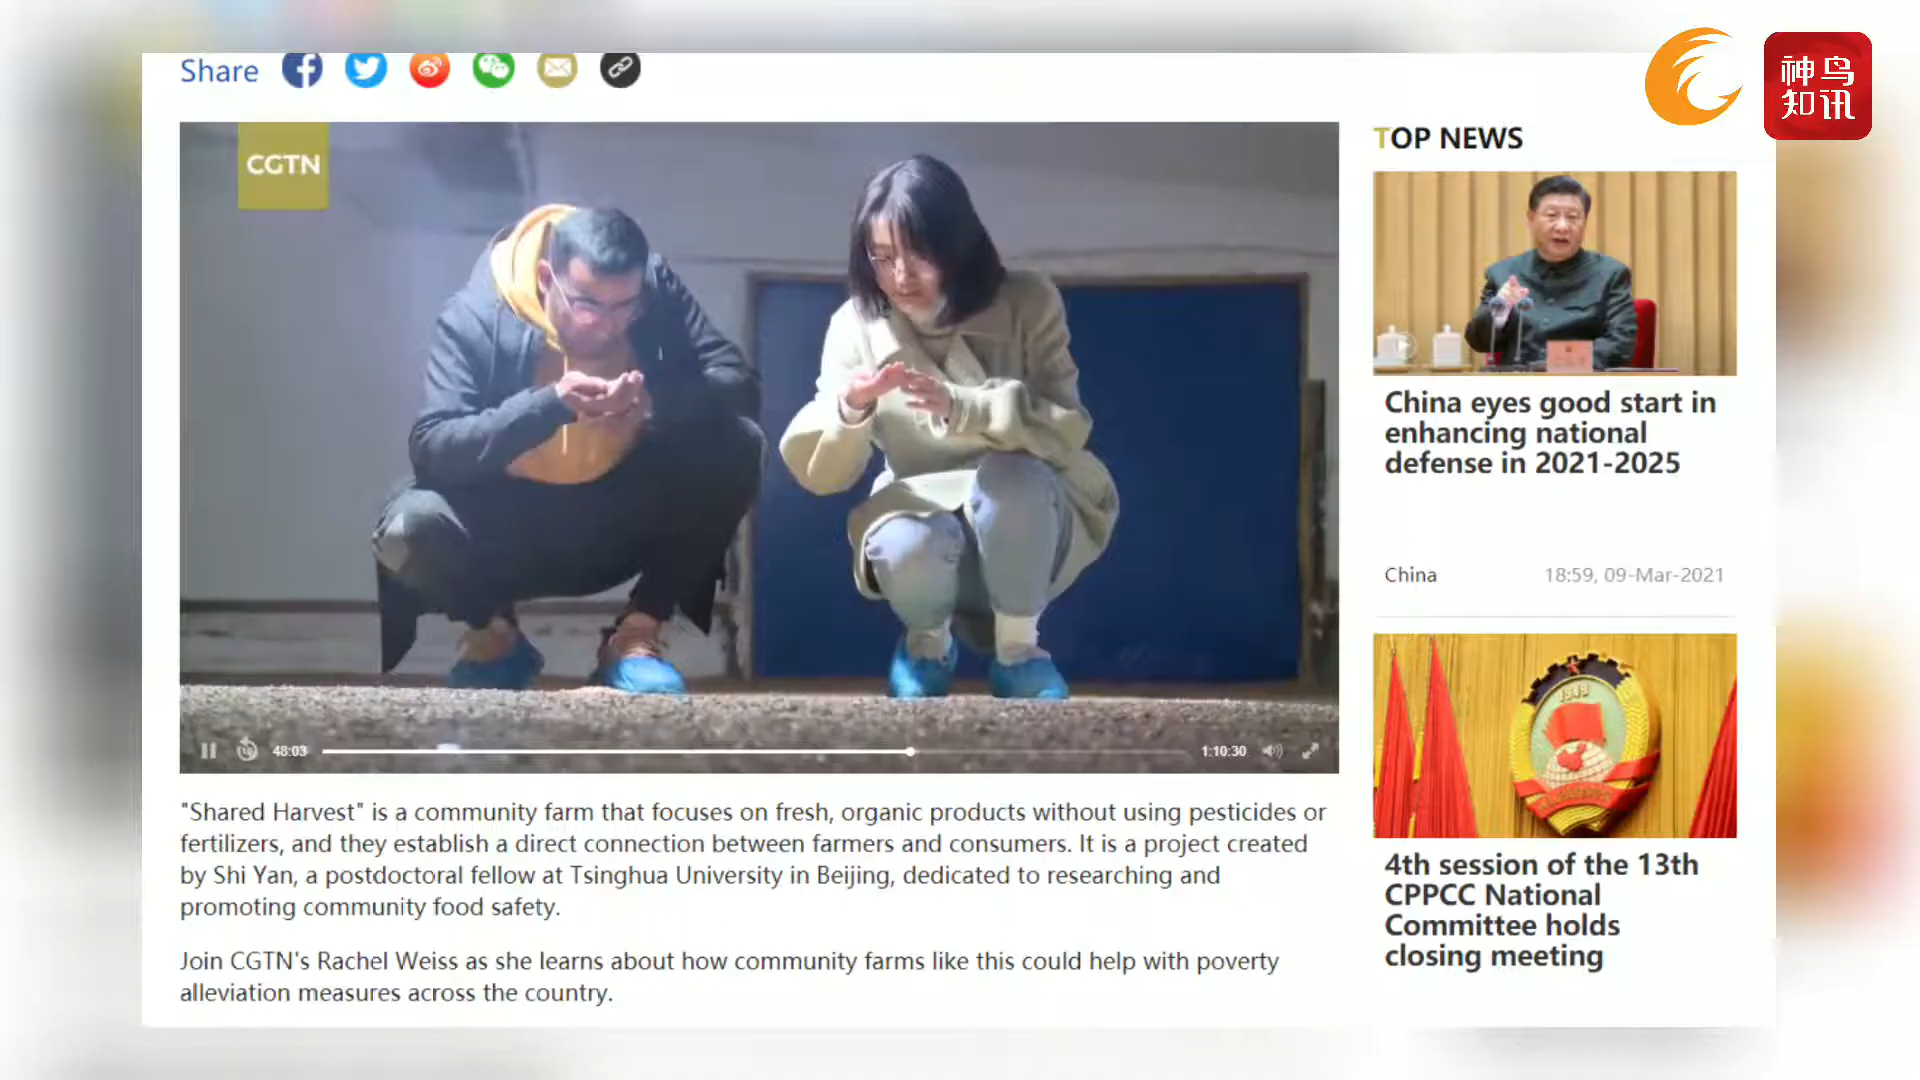 Share
神鸟
知讯
CGTN
TOP NEWS
China eyes good start in
enhancing national
defense in 2021-2025
China
18:59, 09-Mar-2021
48:03
1:10:30
"Shared Harvest" is a community farm that focuses on fresh, organic products without using pesticides or
fertilizers, and they establish a direct connection between farmers and consumers. It is a project created
by Shi Yan, a postdoctoral fellow at Tsinghua University in Beijing, dedicated to researching and
promoting community food safety.
Join CGTN's Rachel Weiss as she learns about how community farms like this could help with poverty
alleviation measures across the country.
4th session of the 13th
CPPCC National
Committee holds
closing meeting